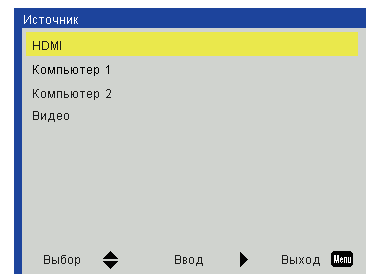 Источник
HDMI
Компьютер 1
Компьютер 2
Видео
Выбор Ввод Выход Menu